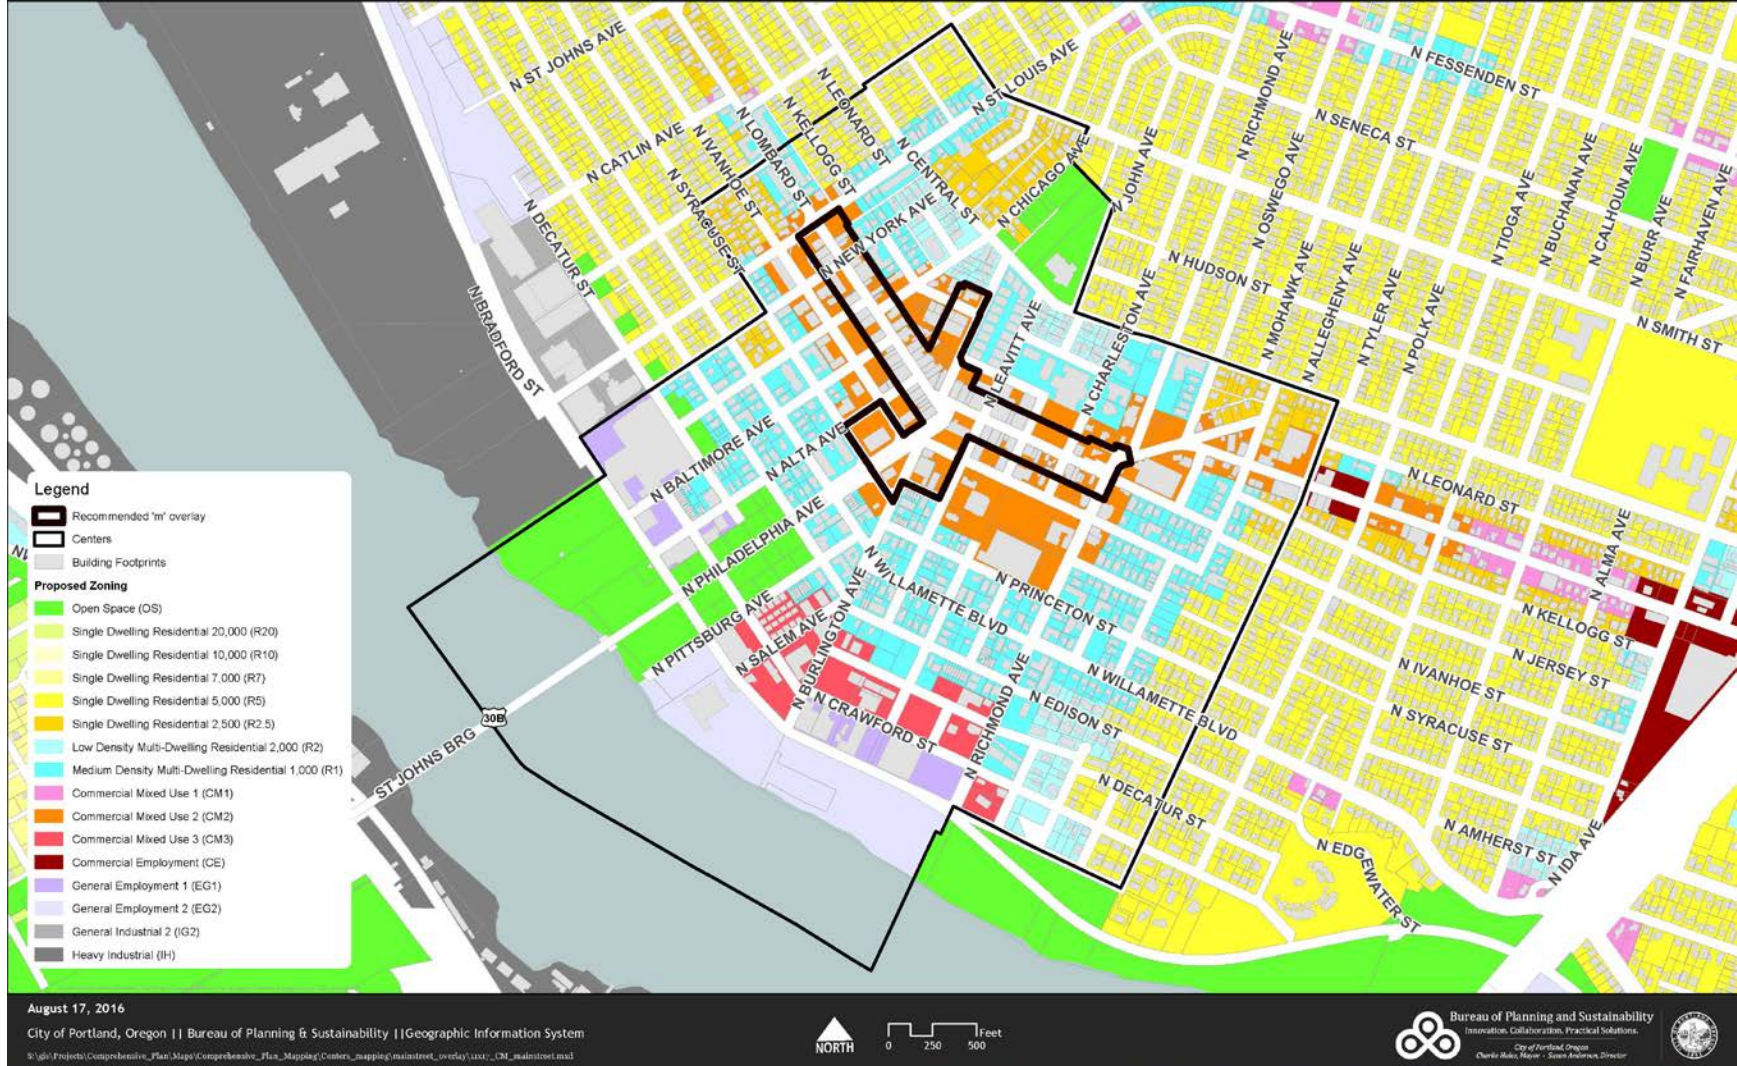 N ST JOHNS AVE
N CATLIN AVE
N SYRACUSE ST
N IVANHOE ST
N LOMBARD ST
N KELLOGG ST
N LEONARD ST
N CENTRAL ST
N ST LOUIS AVE
N CHICAGO AVE
N NEW YORK AVE
N JOHN AVE
N RICHMOND AVE
N OSWEGO AVE
N FESSENDEN ST
N SENECA ST
N TIOGA AVE
N BUCHANAN AVE
N CALHOUN AVE
N BURR AVE
N FAIRHAVEN AVE
N SMITH ST
N HUDSON ST
N MOHAWK AVE
N ALLEGHENY AVE
N TYLER AVE
N POLK AVE
N DECATUR ST
N BRADFORD ST
N LEAVITT AVE
N CHARLESTON AVE
N BALTIMORE AVE
N ALTA AVE
N PHILADELPHIA AVE
N PITTSBURG AVE
N SALEM AVE
N BURLINGTON AVE
N WILLAMETTE BLVD
N PRINCETON ST
N CRAWFORD ST
N RICHMOND AVE
N EDISON ST
N WILLAMETTE BLVD
N DECATUR ST
N LEONARD ST
N ALMA AVE
N KELLOGG ST
N JERSEY ST
N IVANHOE ST
N SYRACUSE ST
N AMHERST ST
N IDA AVE
N EDGEWATER ST
30B
ST JOHNS BRG
Legend
Recommended 'm' overlay
Centers
Building Footprints
Proposed Zoning
Open Space (OS)
Single Dwelling Residential 20,000 (R20)
Single Dwelling Residential 10,000 (R10)
Single Dwelling Residential 7,000 (R7)
Single Dwelling Residential 5,000 (R5)
Single Dwelling Residential 2,500 (R2.5)
Low Density Multi-Dwelling Residential 2,000 (R2)
Medium Density Multi-Dwelling Residential 1,000 (R1)
Commercial Mixed Use 1 (CM1)
Commercial Mixed Use 2 (CM2)
Commercial Mixed Use 3 (CM3)
Commercial Employment (CE)
General Employment 1 (EG1)
General Employment 2 (EG2)
General Industrial 2 (IG2)
Heavy Industrial (IH)
August 17, 2016
City of Portland, Oregon || Bureau of Planning & Sustainability ||Geographic Information System
NORTH
Feet
0 250 500
Bureau of Planning and Sustainability
Innovation. Collaboration. Practical Solutions.
City of Portland, Oregon
Charlie Hales, Mayor - Susan Anderson, Director